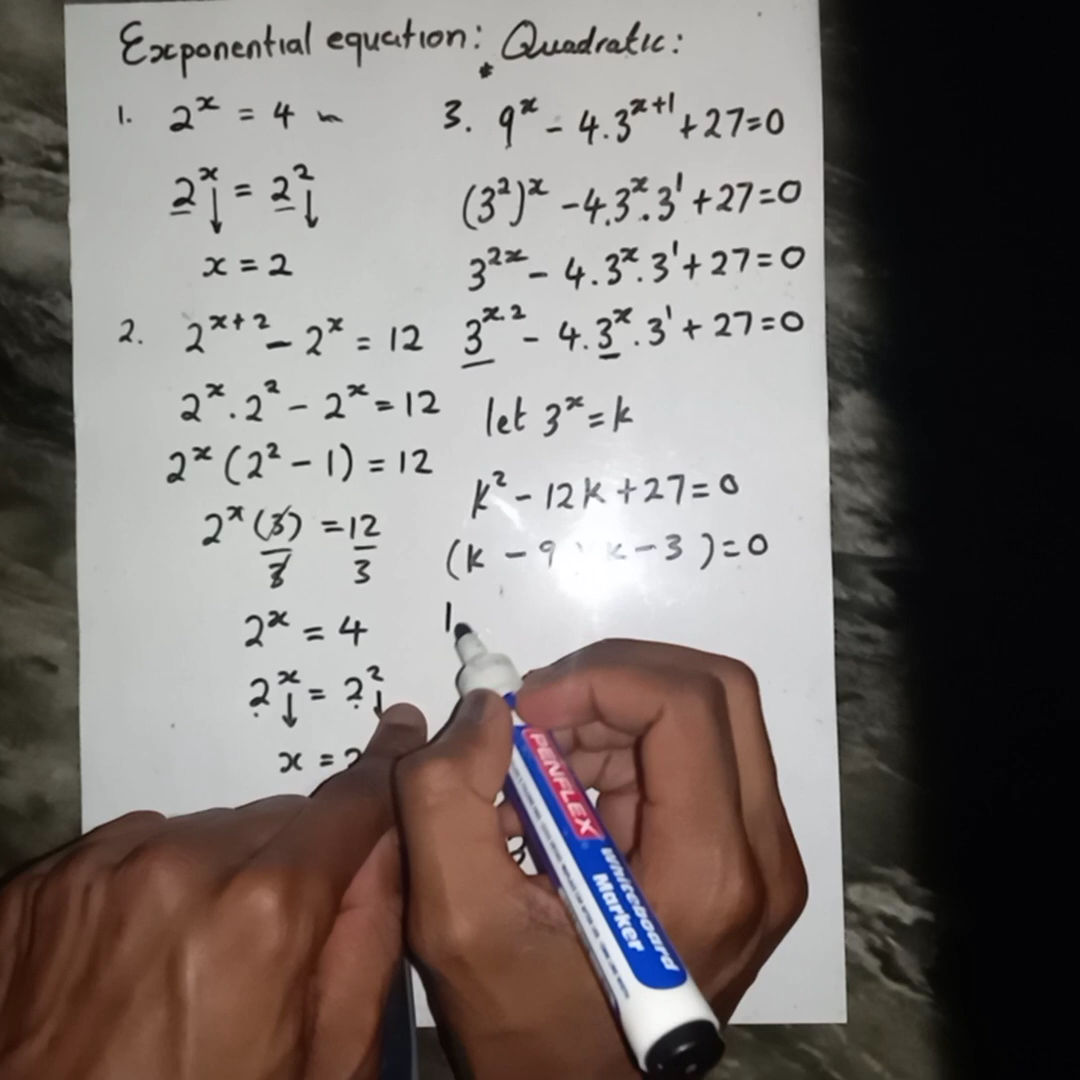 Exponential equation: Quadratic:
1. 2^x = 4
2^x = 2^2
x = 2
2. 2^(x+2) - 2^x = 12
2^x . 2^2 - 2^x = 12
2^x (2^2 - 1) = 12
2^x (3)/3 = 12/3
2^x = 4
2^x = 2^2
x =
3. 9^x - 4.3^(x+1) + 27=0
(3^2)^x - 4.3^x.3^1 + 27=0
3^(2x) - 4.3^x.3^1 + 27=0
3^(x.2) - 4.3^x.3^1 + 27=0
let 3^x = k
k^2 - 12k + 27=0
(k - 9)(k - 3)=0
PENFLEX
Whiteboard
Marker